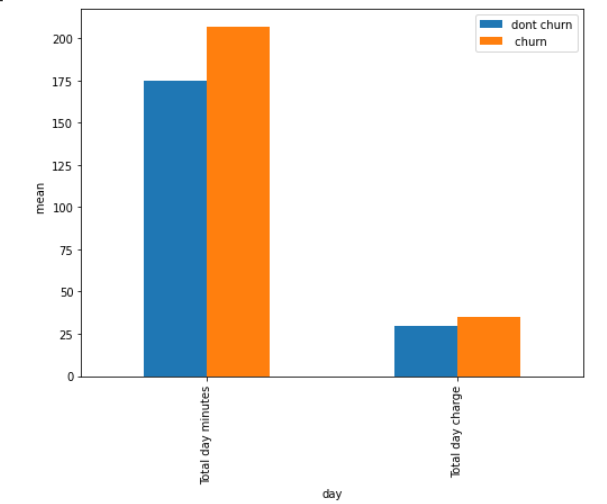 dont churn
churn
200
175
150
125
100
75
50
25
0
mean
Total day minutes
Total day charge
day